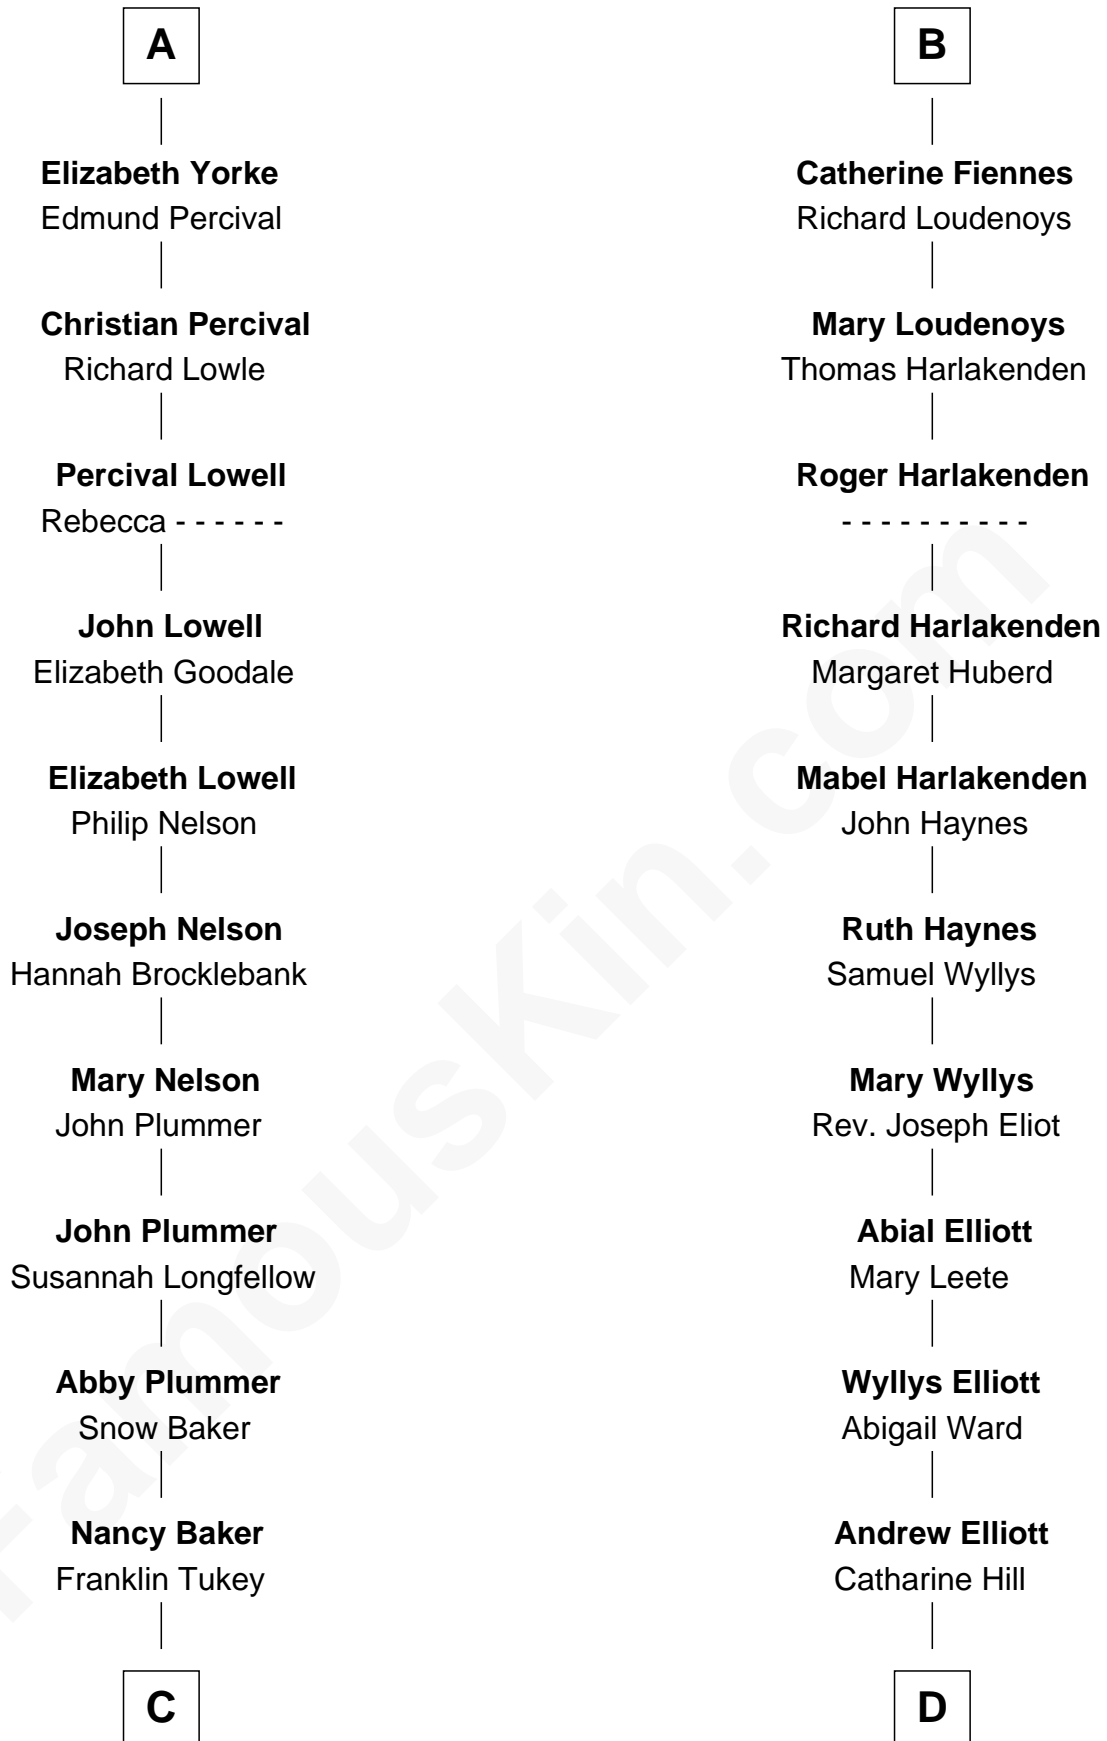 A
Elizabeth Yorke
Edmund Percival
Christian Percival
Richard Lowle
Percival Lowell
Rebecca - - - - - -
John Lowell
Elizabeth Goodale
Elizabeth Lowell
Philip Nelson
Joseph Nelson
Hannah Brocklebank
Mary Nelson
John Plummer
John Plummer
Susannah Longfellow
Abby Plummer
Snow Baker
Nancy Baker
Franklin Tukey
C
B
Catherine Fiennes
Richard Loudenoys
Mary Loudenoys
Thomas Harlakenden
Roger Harlakenden
- - - - - - - - - -
Richard Harlakenden
Margaret Huberd
Mabel Harlakenden
John Haynes
Ruth Haynes
Samuel Wyllys
Mary Wyllys
Rev. Joseph Eliot
Abial Elliott
Mary Leete
Wyllys Elliott
Abigail Ward
Andrew Elliott
Catharine Hill
D
FamousKin.com